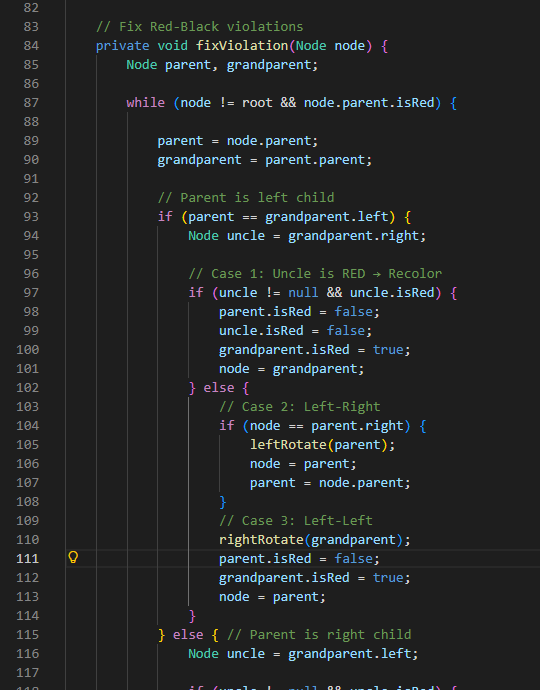 82
83 // Fix Red-Black violations
84 private void fixViolation(Node node) {
85 Node parent, grandparent;
86
87 while (node != root && node.parent.isRed) {
88
89 parent = node.parent;
90 grandparent = parent.parent;
91
92 // Parent is left child
93 if (parent == grandparent.left) {
94 Node uncle = grandparent.right;
95
96 // Case 1: Uncle is RED → Recolor
97 if (uncle != null && uncle.isRed) {
98 parent.isRed = false;
99 uncle.isRed = false;
100 grandparent.isRed = true;
101 node = grandparent;
102 } else {
103 // Case 2: Left-Right
104 if (node == parent.right) {
105 leftRotate(parent);
106 node = parent;
107 parent = node.parent;
108 }
109 // Case 3: Left-Left
110 rightRotate(grandparent);
111 parent.isRed = false;
112 grandparent.isRed = true;
113 node = parent;
114 }
115 } else { // Parent is right child
116 Node uncle = grandparent.left;
117
118 if (uncle != null && uncle.isRed) {